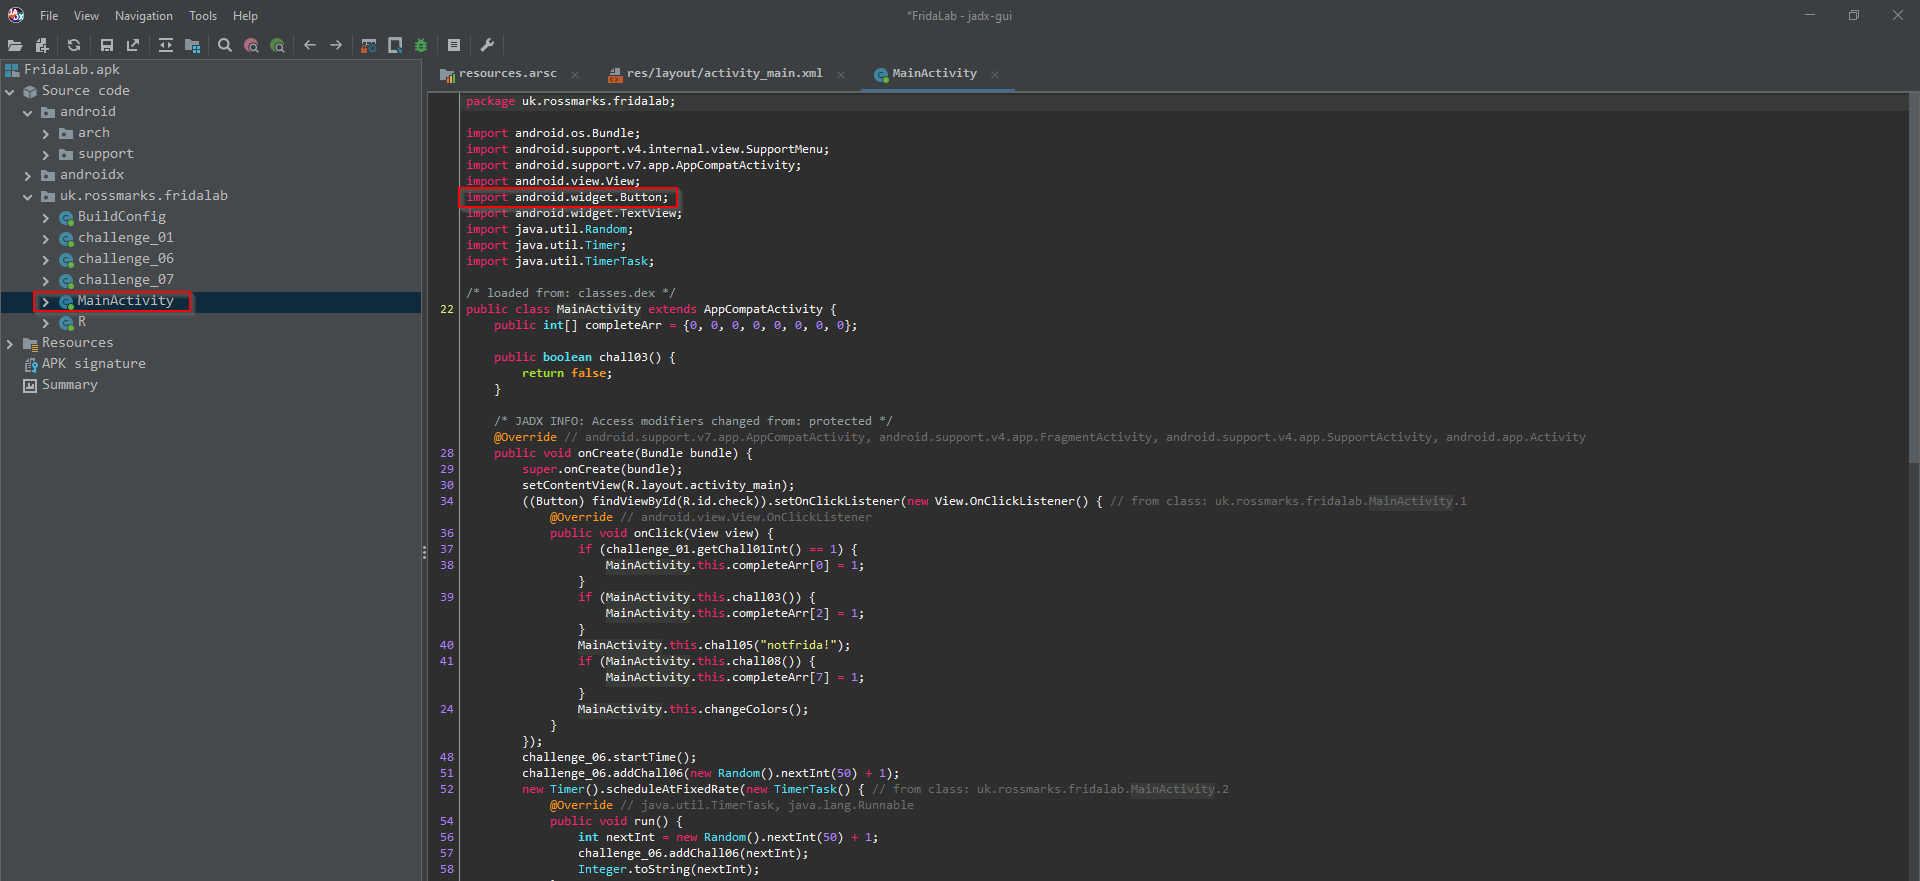 File View Navigation Tools Help
*FridaLab - jadx-gui
FridaLab.apk
Source code
android
arch
support
androidx
uk.rossmarks.fridalab
BuildConfig
challenge_01
challenge_06
challenge_07
MainActivity
R
Resources
APK signature
Summary
resources.arsc
res/layout/activity_main.xml
MainActivity
package uk.rossmarks.fridalab;
import android.os.Bundle;
import android.support.v4.internal.view.SupportMenu;
import android.support.v7.app.AppCompatActivity;
import android.view.View;
import android.widget.Button;
import android.widget.TextView;
import java.util.Random;
import java.util.Timer;
import java.util.TimerTask;
/* loaded from: classes.dex */
22 public class MainActivity extends AppCompatActivity {
public int[] completeArr = {0, 0, 0, 0, 0, 0, 0, 0};
public boolean chall03() {
return false;
}
/* JADX INFO: Access modifiers changed from: protected */
@Override // android.support.v7.app.AppCompatActivity, android.support.v4.app.FragmentActivity, android.support.v4.app.SupportActivity, android.app.Activity
28 public void onCreate(Bundle bundle) {
29 super.onCreate(bundle);
30 setContentView(R.layout.activity_main);
34 ((Button) findViewById(R.id.check)).setOnClickListener(new View.OnClickListener() { // from class: uk.rossmarks.fridalab.MainActivity.1
@Override // android.view.View.OnClickListener
36 public void onClick(View view) {
37 if (challenge_01.getChall01Int() == 1) {
38 MainActivity.this.completeArr[0] = 1;
}
39 if (MainActivity.this.chall03()) {
MainActivity.this.completeArr[2] = 1;
}
40 MainActivity.this.chall05("notfrida!");
41 if (MainActivity.this.chall08()) {
MainActivity.this.completeArr[7] = 1;
}
24 MainActivity.this.changeColors();
}
});
48 challenge_06.startTime();
51 challenge_06.addChall06(new Random().nextInt(50) + 1);
52 new Timer().scheduleAtFixedRate(new TimerTask() { // from class: uk.rossmarks.fridalab.MainActivity.2
@Override // java.util.TimerTask, java.lang.Runnable
54 public void run() {
56 int nextInt = new Random().nextInt(50) + 1;
57 challenge_06.addChall06(nextInt);
58 Integer.toString(nextInt);